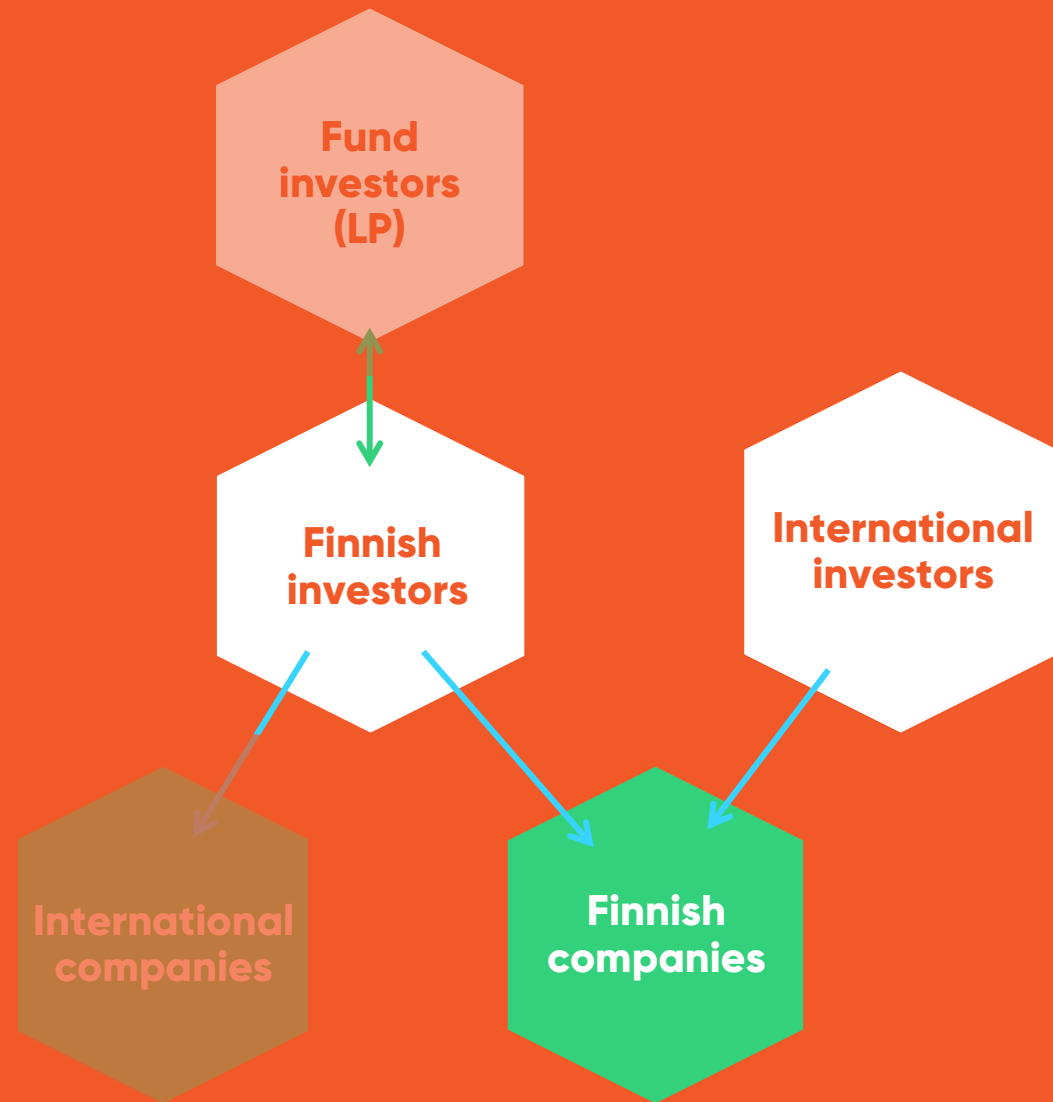 Fund
investors
(LP)
Finnish
investors
International
investors
International
companies
Finnish
companies